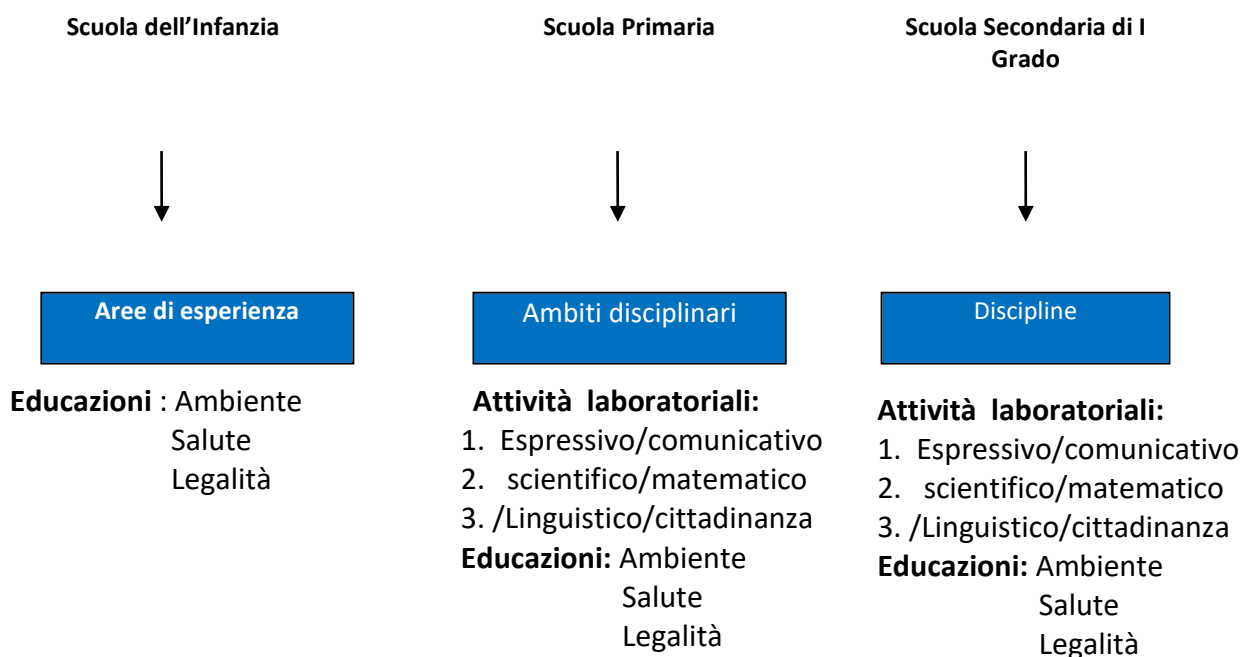 Scuola dell’Infanzia
Scuola Primaria
Scuola Secondaria di I
Grado
Aree di esperienza
Ambiti disciplinari
Discipline
Educazioni : Ambiente
Salute
Legalità
Attività laboratoriali:
1. Espressivo/comunicativo
2. scientifico/matematico
3. /Linguistico/cittadinanza
Educazioni: Ambiente
Salute
Legalità
Attività laboratoriali:
1. Espressivo/comunicativo
2. scientifico/matematico
3. /Linguistico/cittadinanza
Educazioni: Ambiente
Salute
Legalità